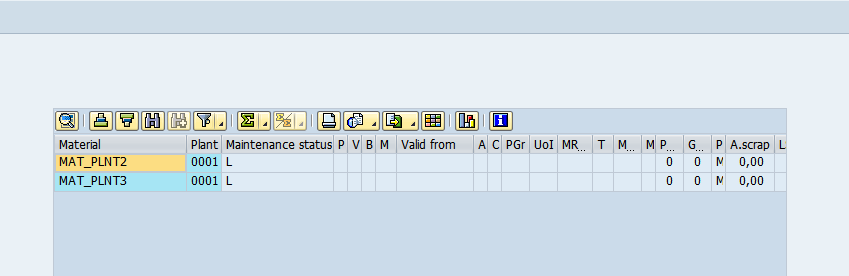 Material Plant Maintenance status P V B M Valid from A C PGr UoI MR... T M... M P... G... P A.scrap L
MAT_PLNT2 0001 L 0 0 M 0,00
MAT_PLNT3 0001 L 0 0 M 0,00